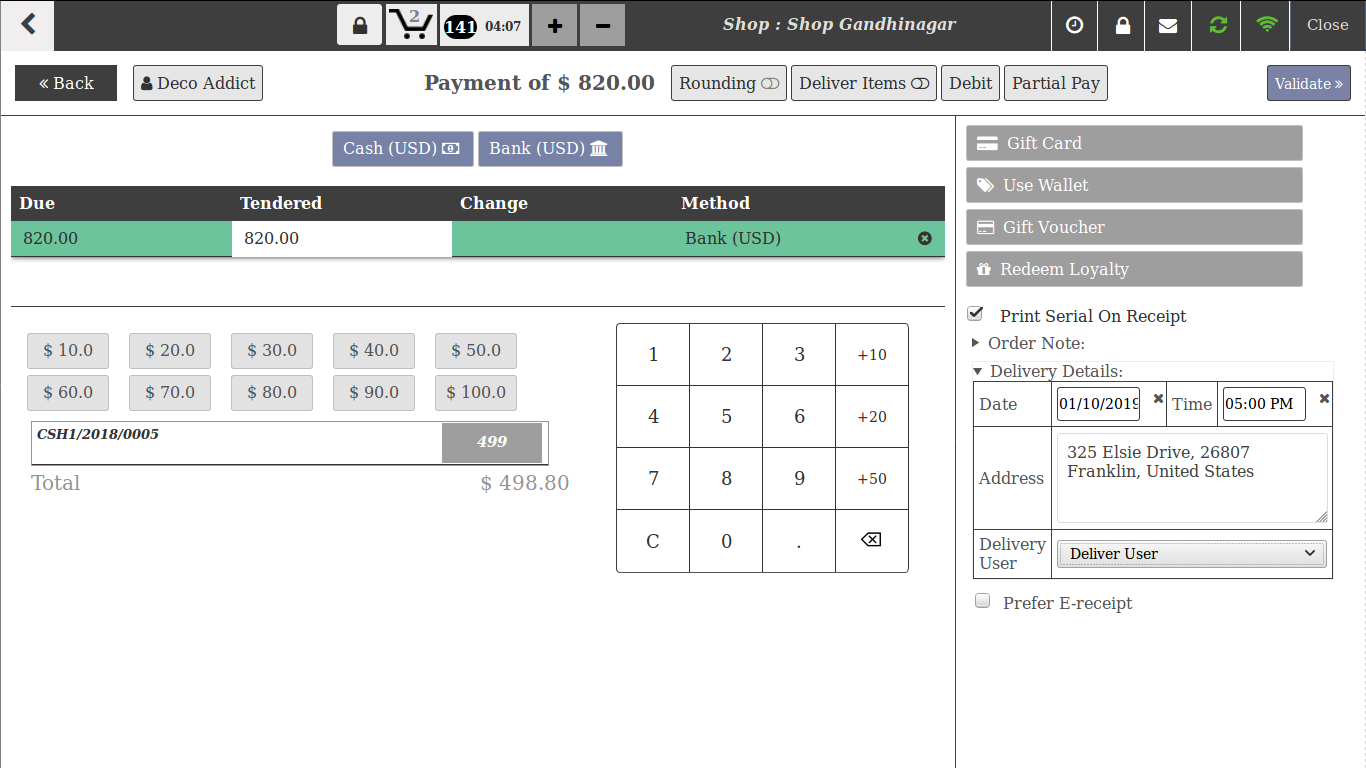 2
141 04:07
Shop : Shop Gandhinagar
Close
« Back
Deco Addict
Payment of $ 820.00
Rounding
Deliver Items
Debit
Partial Pay
Validate »
Cash (USD)
Bank (USD)
Due Tendered Change Method
820.00 820.00 Bank (USD)
$ 10.0 $ 20.0 $ 30.0 $ 40.0 $ 50.0
$ 60.0 $ 70.0 $ 80.0 $ 90.0 $ 100.0
CSH1/2018/0005 499
Total $ 498.80
1 2 3 +10
4 5 6 +20
7 8 9 +50
C 0 .
Gift Card
Use Wallet
Gift Voucher
Redeem Loyalty
Print Serial On Receipt
Order Note:
Delivery Details:
Date 01/10/2019 Time 05:00 PM
Address
325 Elsie Drive, 26807
Franklin, United States
Delivery
User
Deliver User
Prefer E-receipt